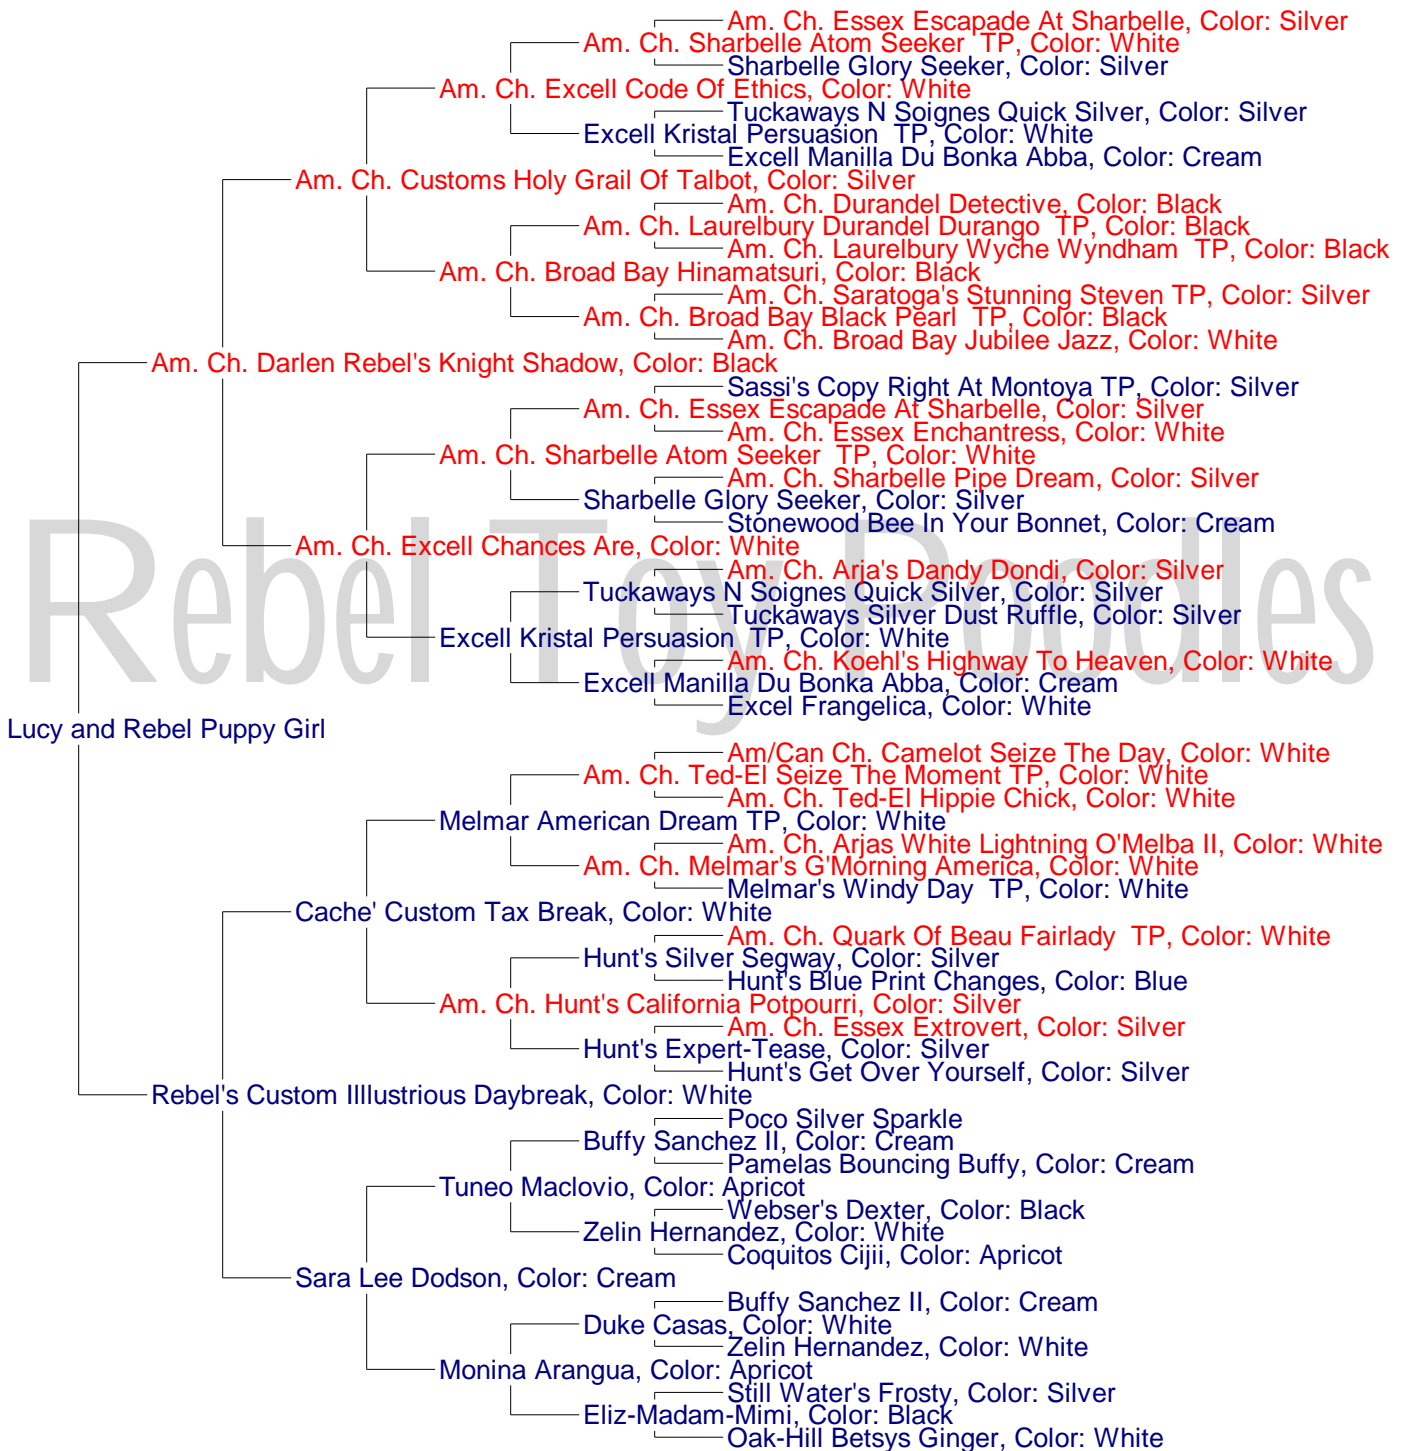 Am. Ch. Essex Escapade At Sharbelle, Color: Silver
Am. Ch. Sharbelle Atom Seeker  TP, Color: White
Sharbelle Glory Seeker, Color: Silver
Am. Ch. Excell Code Of Ethics, Color: White
Tuckaways N Soignes Quick Silver, Color: Silver
Excell Kristal Persuasion  TP, Color: White
Excell Manilla Du Bonka Abba, Color: Cream
Am. Ch. Customs Holy Grail Of Talbot, Color: Silver
Am. Ch. Durandel Detective, Color: Black
Am. Ch. Laurelbury Durandel Durango  TP, Color: Black
Am. Ch. Laurelbury Wyche Wyndham  TP, Color: Black
Am. Ch. Broad Bay Hinamatsuri, Color: Black
Am. Ch. Saratoga's Stunning Steven TP, Color: Silver
Am. Ch. Broad Bay Black Pearl  TP, Color: Black
Am. Ch. Broad Bay Jubilee Jazz, Color: White
Am. Ch. Darlen Rebel's Knight Shadow, Color: Black
Sassi's Copy Right At Montoya TP, Color: Silver
Am. Ch. Essex Escapade At Sharbelle, Color: Silver
Am. Ch. Essex Enchantress, Color: White
Am. Ch. Sharbelle Atom Seeker  TP, Color: White
Am. Ch. Sharbelle Pipe Dream, Color: Silver
Sharbelle Glory Seeker, Color: Silver
Stonewood Bee In Your Bonnet, Color: Cream
Am. Ch. Excell Chances Are, Color: White
Am. Ch. Arja's Dandy Dondi, Color: Silver
Tuckaways N Soignes Quick Silver, Color: Silver
Tuckaways Silver Dust Ruffle, Color: Silver
Rebel Toy Poodles
Excell Kristal Persuasion  TP, Color: White
Am. Ch. Koehl's Highway To Heaven, Color: White
Excell Manilla Du Bonka Abba, Color: Cream
Excel Frangelica, Color: White
Lucy and Rebel Puppy Girl
Am/Can Ch. Camelot Seize The Day, Color: White
Am. Ch. Ted-El Seize The Moment TP, Color: White
Am. Ch. Ted-El Hippie Chick, Color: White
Melmar American Dream TP, Color: White
Am. Ch. Arjas White Lightning O'Melba II, Color: White
Am. Ch. Melmar's G'Morning America, Color: White
Melmar's Windy Day  TP, Color: White
Cache' Custom Tax Break, Color: White
Am. Ch. Quark Of Beau Fairlady  TP, Color: White
Hunt's Silver Segway, Color: Silver
Hunt's Blue Print Changes, Color: Blue
Am. Ch. Hunt's California Potpourri, Color: Silver
Am. Ch. Essex Extrovert, Color: Silver
Hunt's Expert-Tease, Color: Silver
Hunt's Get Over Yourself, Color: Silver
Rebel's Custom Illlustrious Daybreak, Color: White
Poco Silver Sparkle
Buffy Sanchez II, Color: Cream
Pamelas Bouncing Buffy, Color: Cream
Tuneo Maclovio, Color: Apricot
Webser's Dexter, Color: Black
Zelin Hernandez, Color: White
Coquitos Cijii, Color: Apricot
Sara Lee Dodson, Color: Cream
Buffy Sanchez II, Color: Cream
Duke Casas, Color: White
Zelin Hernandez, Color: White
Monina Arangua, Color: Apricot
Still Water's Frosty, Color: Silver
Eliz-Madam-Mimi, Color: Black
Oak-Hill Betsys Ginger, Color: White